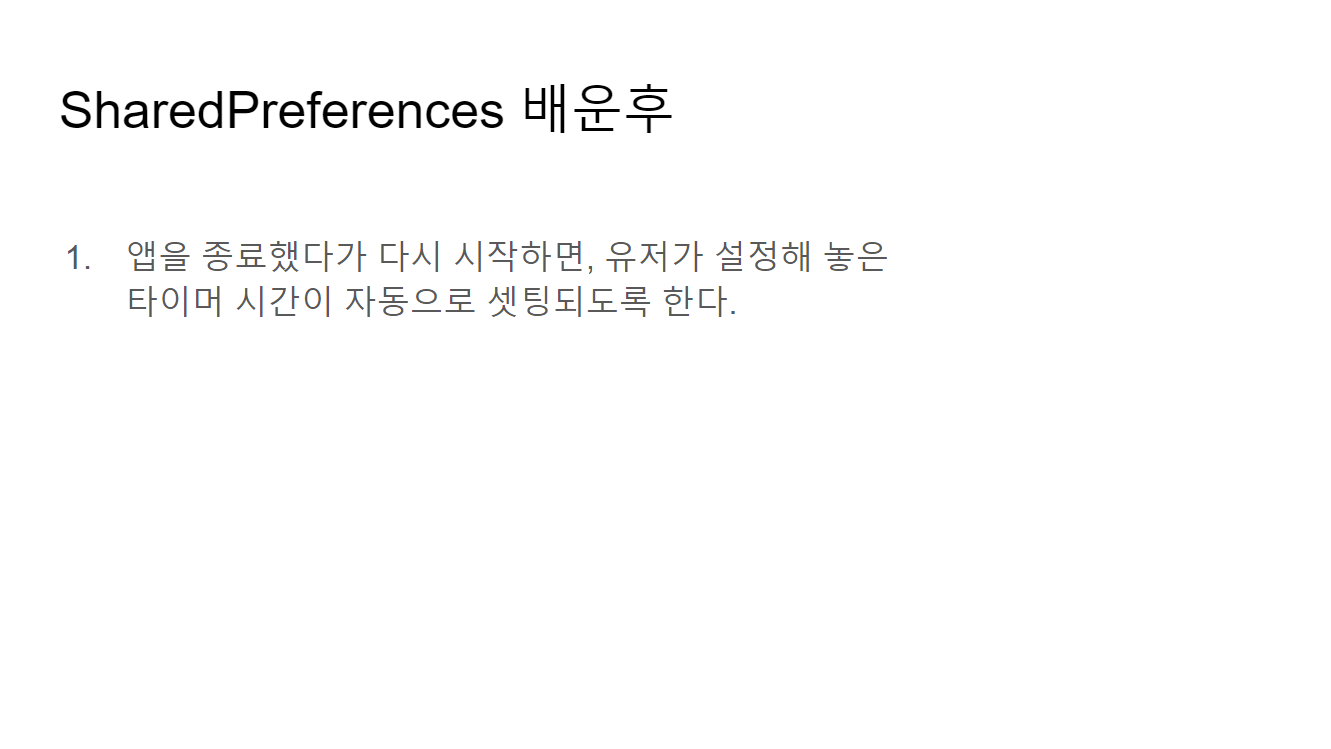 SharedPreferences 배운후
1. 앱을 종료했다가 다시 시작하면, 유저가 설정해 놓은
타이머 시간이 자동으로 셋팅되도록 한다.